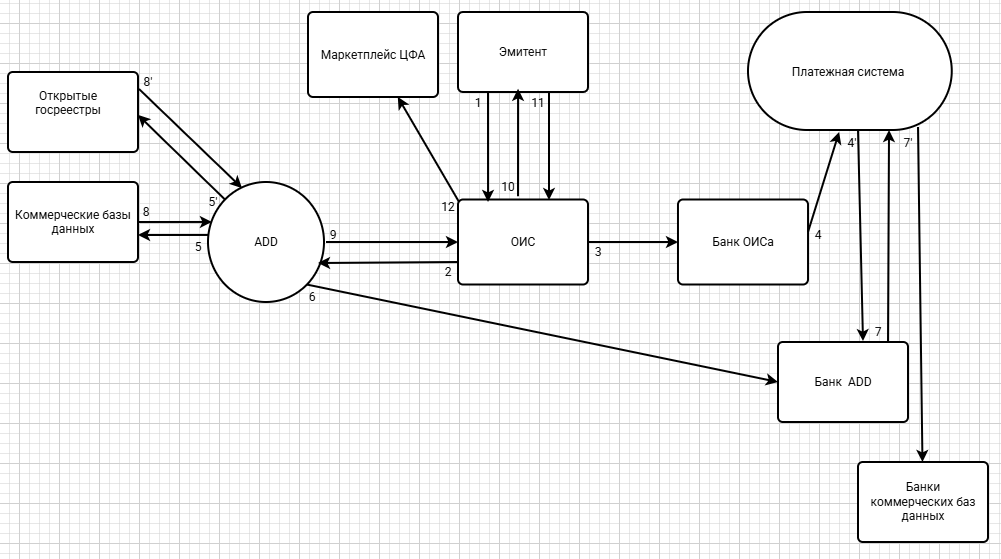 Маркетплейс ЦФА
Эмитент
Платежная система
Открытые
госреестры
8'
1
11
4'
7'
5'
10
12
Коммерческие базы
данных
8
5
ADD
9
2
ОИС
3
Банк ОИСа
4
6
7
Банк ADD
Банки
коммерческих баз
данных